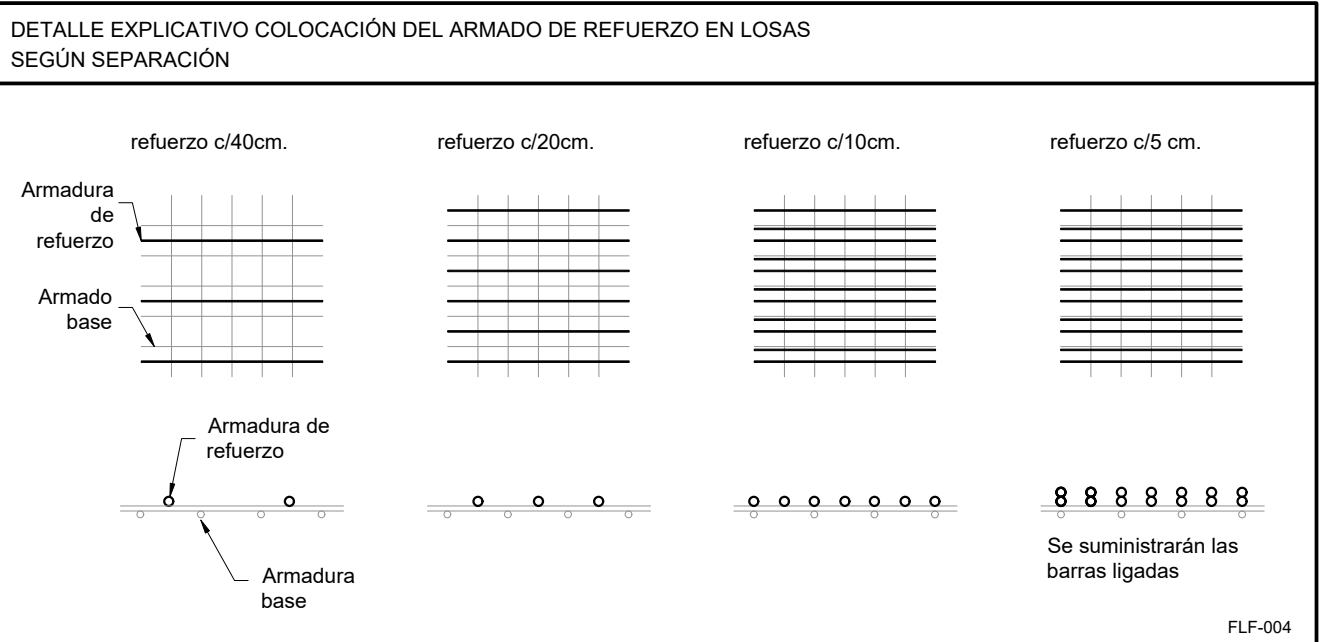 DETALLE EXPLICATIVO COLOCACIÓN DEL ARMADO DE REFUERZO EN LOSAS
SEGÚN SEPARACIÓN
refuerzo c/40cm.
refuerzo c/20cm.
refuerzo c/10cm.
refuerzo c/5 cm.
Armadura
de
refuerzo
Armado
base
Armadura de
refuerzo
Armadura
base
Se suministrarán las
barras ligadas
FLF-004